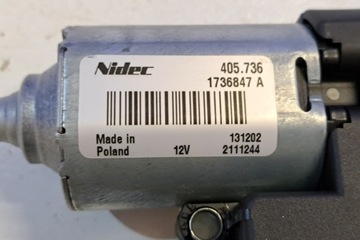 Nidec 405.736
1736847 A
Made in 131202
Poland 12V 2111244